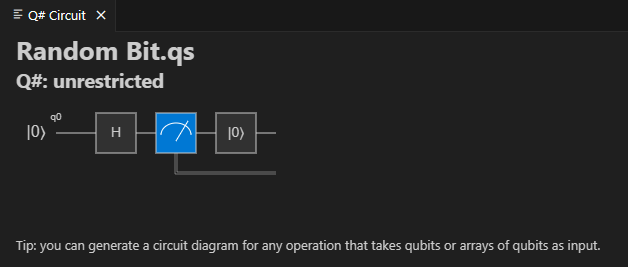 Q# Circuit
Random Bit.qs
Q#: unrestricted
|0⟩ q0 H |0⟩
Tip: you can generate a circuit diagram for any operation that takes qubits or arrays of qubits as input.